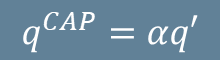 q^{CAP} = αq′